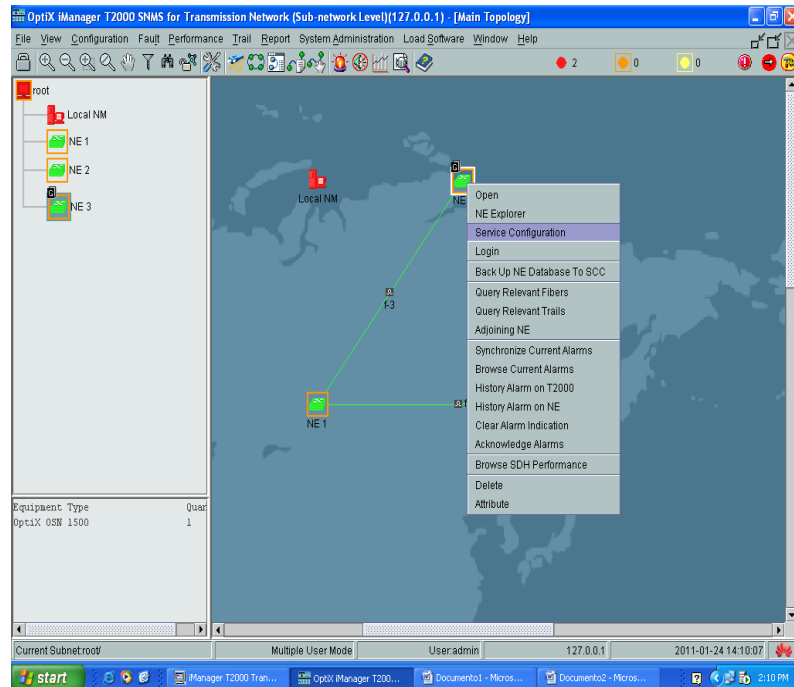 OptiX iManager T2000 SNMS for Transmission Network (Sub-network Level)(127.0.0.1) - [Main Topology]
File View Configuration Fault Performance Trail Report System Administration Load Software Window Help
2 0 0
root
Local NM
NE 1
NE 2
G
NE 3
G
Local NM
NE
f-3
NE 1
f
Open
NE Explorer
Service Configuration
Login
Back Up NE Database To SCC
Query Relevant Fibers
Query Relevant Trails
Adjoining NE
Synchronize Current Alarms
Browse Current Alarms
History Alarm on T2000
History Alarm on NE
Clear Alarm Indication
Acknowledge Alarms
Browse SDH Performance
Delete
Attribute
Equipment Type Quan
OptiX OSN 1500 1
Current Subnet:root/ Multiple User Mode User:admin 127.0.0.1 2011-01-24 14:10:07
start iManager T2000 Tran... OptiX iManager T200... Documento1 - Micros... Documento2 - Micros... 2:10 PM